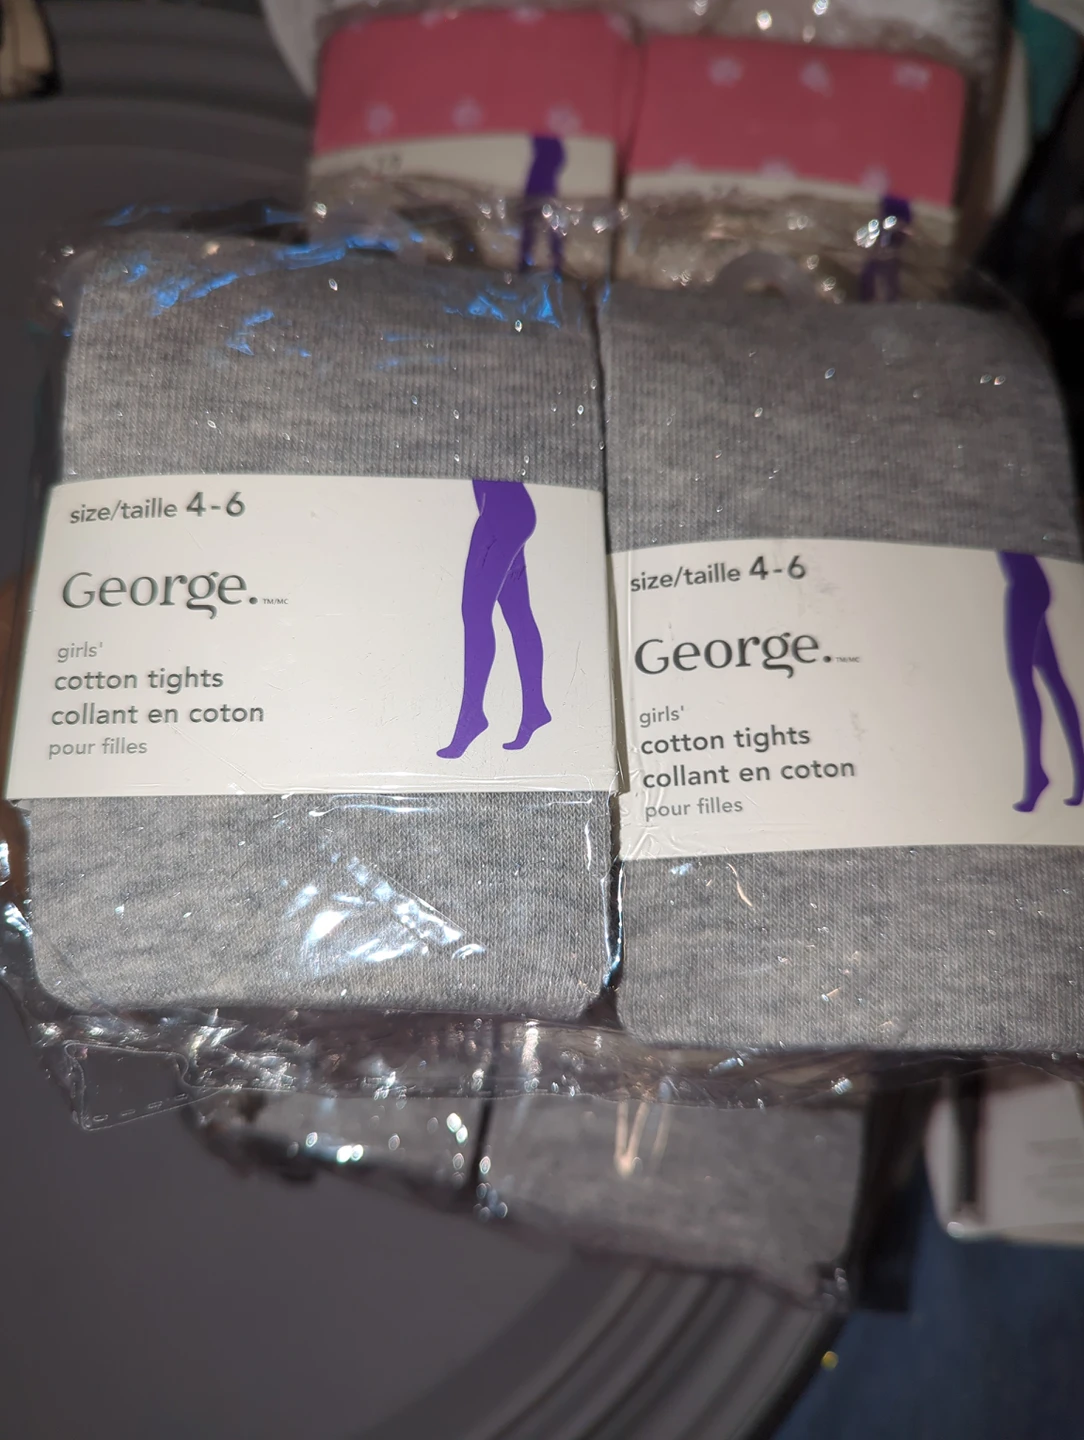 size/taille 4-6
George.™/MC
girls'
cotton tights
collant en coton
pour filles
size/taille 4-6
George.™/MC
girls'
cotton tights
collant en coton
pour filles